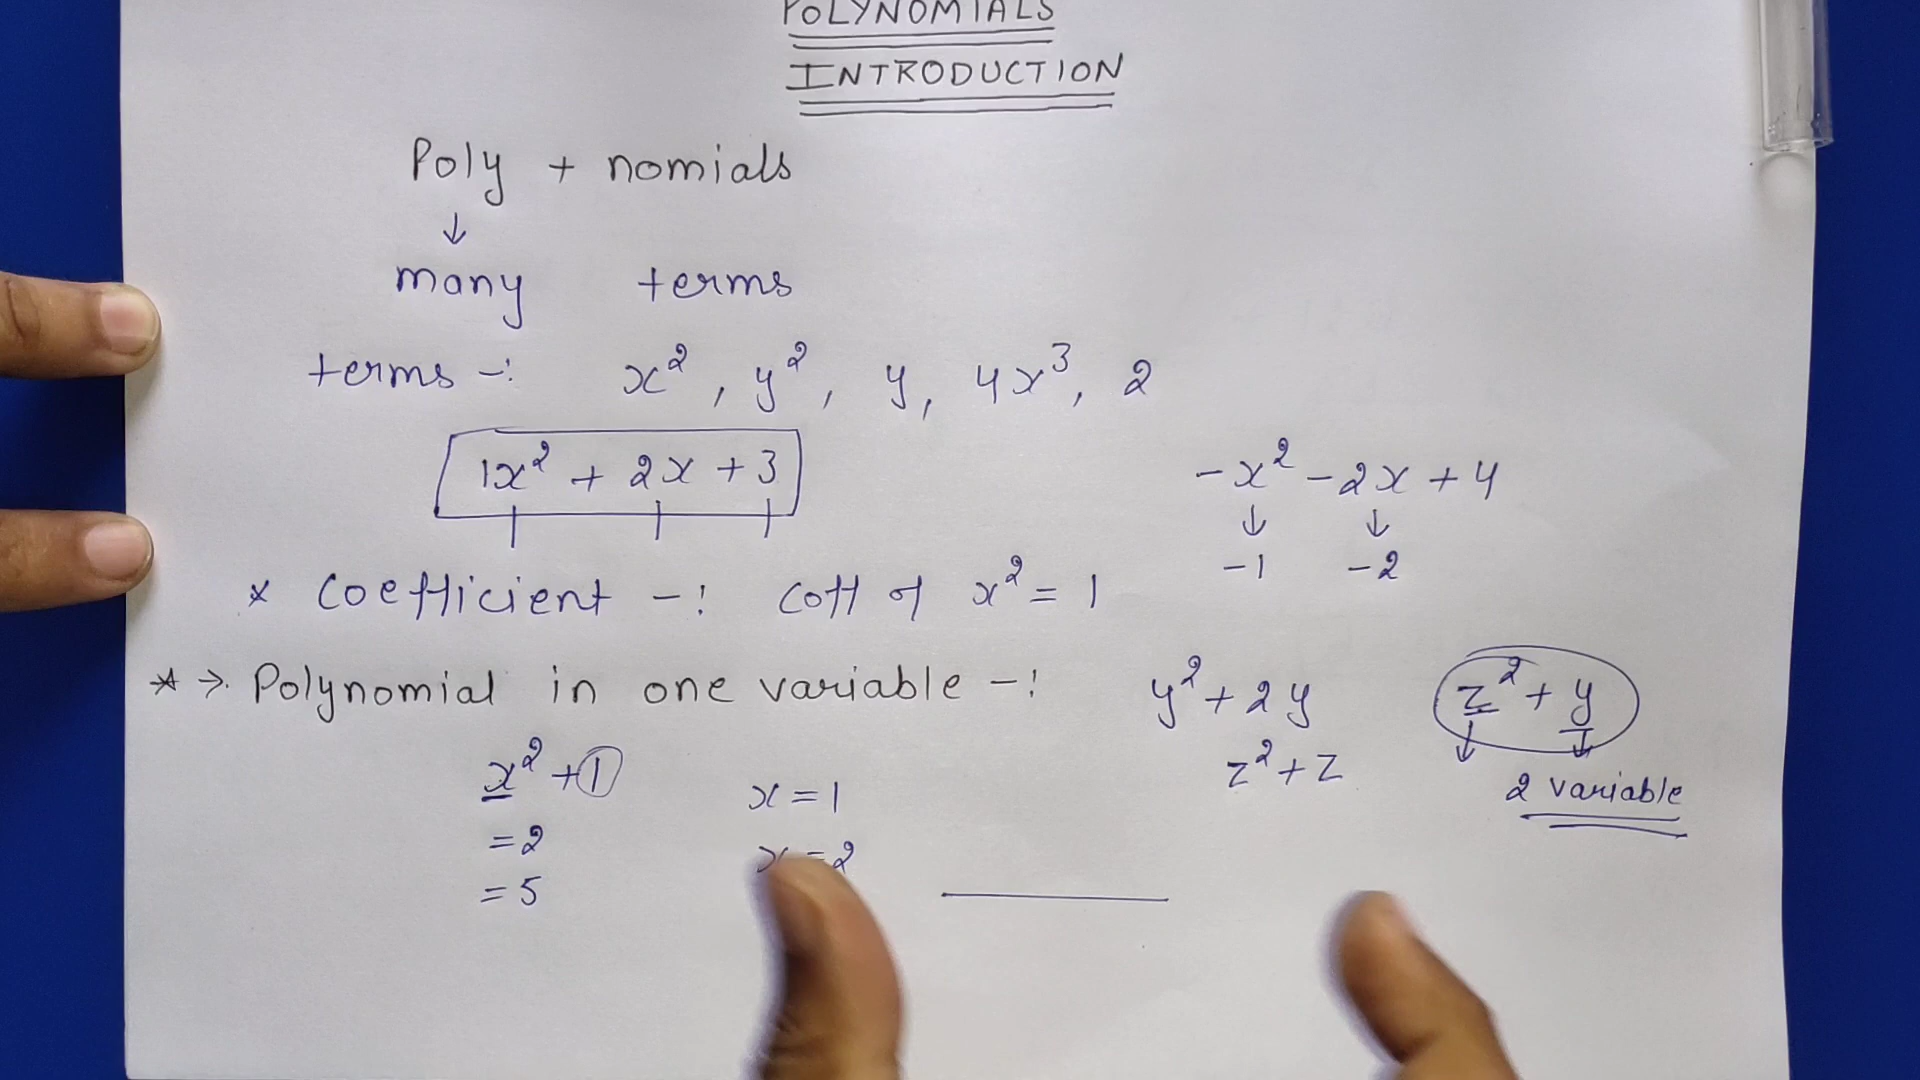 POLYNOMIALS
INTRODUCTION
Poly + nomials
↓
many terms
terms -: x², y², y, 4x³, 2
1x² + 2x + 3
-x² - 2x + 4
↓ ↓
-1 -2
* Coefficient -: Coff of x² = 1
* → Polynomial in one variable -:
y² + 2y
z² + z
z² + y
↓ ↓
2 variable
x² + 1
= 2
= 5
x = 1
x = 2